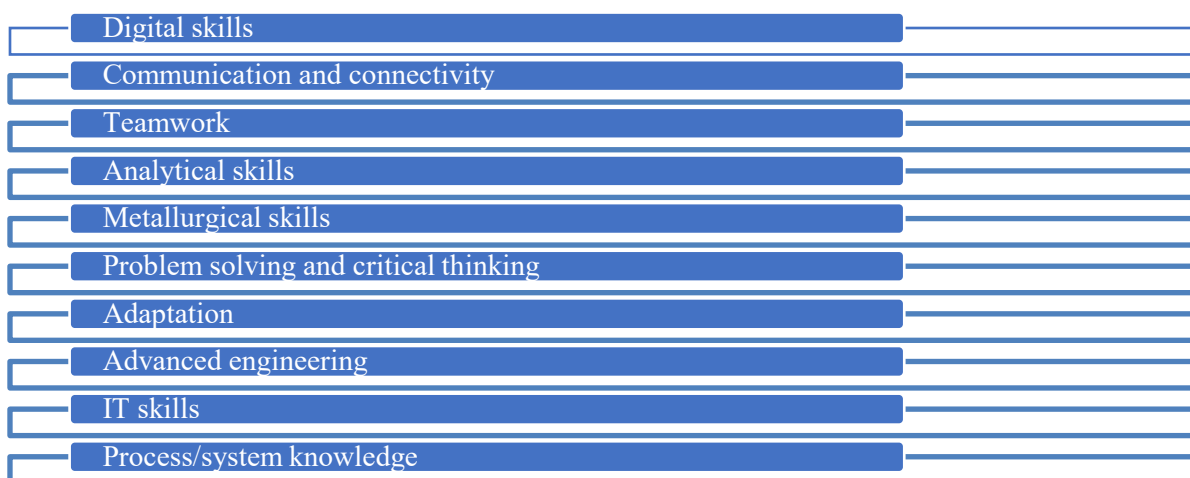 Digital skills
Communication and connectivity
Teamwork
Analytical skills
Metallurgical skills
Problem solving and critical thinking
Adaptation
Advanced engineering
IT skills
Process/system knowledge